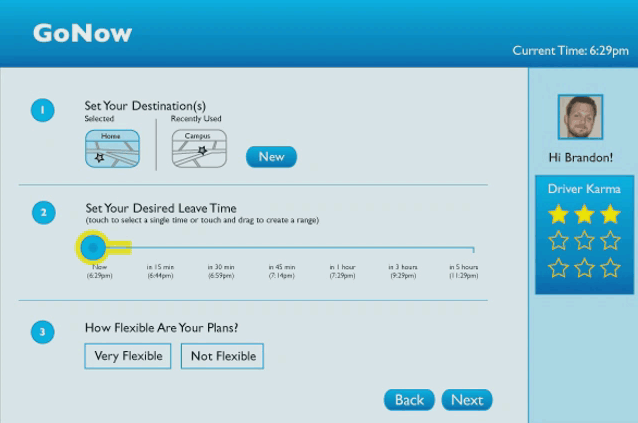 GoNow
Current Time: 6:29pm
1
Set Your Destination(s)
Selected
Recently Used
Home
Campus
New
Hi Brandon!
Driver Karma
2
Set Your Desired Leave Time
(touch to select a single time or touch and drag to create a range)
Now in 15 min in 30 min in 45 min in 1 hour in 3 hours in 5 hours
(6:29pm) (6:44pm) (6:59pm) (7:14pm) (7:29pm) (9:29pm) (11:29pm)
3
How Flexible Are Your Plans?
Very Flexible Not Flexible
Back Next